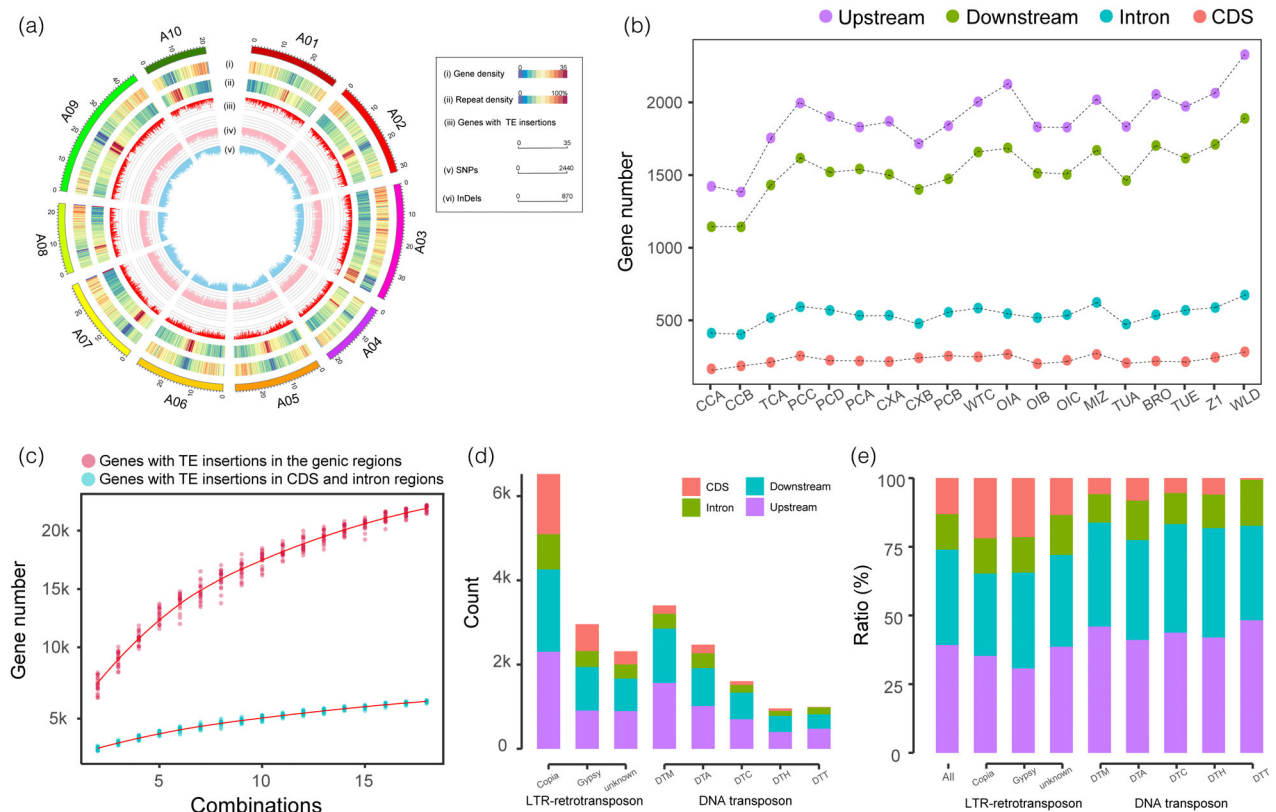 (a)
A10
A01
A02
A03
A04
A05
A06
A07
A08
A09
(i)
(ii)
(iii)
(iv)
(v)
(i) Gene density
0 35
(ii) Repeat density
0 100%
(iii) Genes with TE insertions
0 35
(v) SNPs
0 2440
(vi) InDels
0 870
(b)
Upstream Downstream Intron CDS
Gene number
2000
1500
1000
500
CCA CCB TCA PCC PCD PCA CXA CXB PCB WTC OIA OIB OIC MIZ TUA BRO TUE Z1 WLD
(c)
Genes with TE insertions in the genic regions
Genes with TE insertions in CDS and intron regions
Gene number
20k
15k
10k
5k
5 10 15
Combinations
(d)
CDS Downstream
Intron Upstream
Count
6k
4k
2k
0
Copia Gypsy unknown DTM DTA DTC DTH DTT
LTR-retrotransposon DNA transposon
(e)
Ratio (%)
100
75
50
25
0
All Copia Gypsy unknown DTM DTA DTC DTH DTT
LTR-retrotransposon DNA transposon